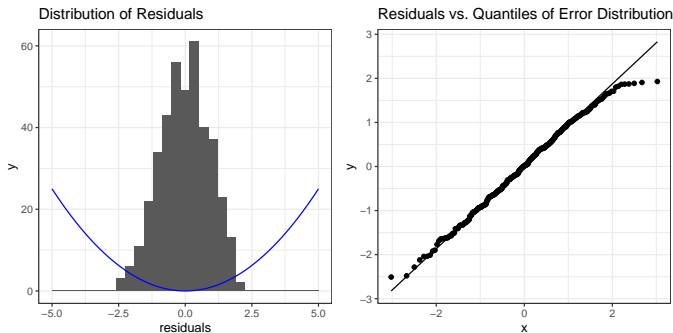 Distribution of Residuals
60
40
20
0
y
−5.0 −2.5 0.0 2.5 5.0
residuals
Residuals vs. Quantiles of Error Distribution
3
2
1
0
−1
−2
−3
y
−2 0 2
x